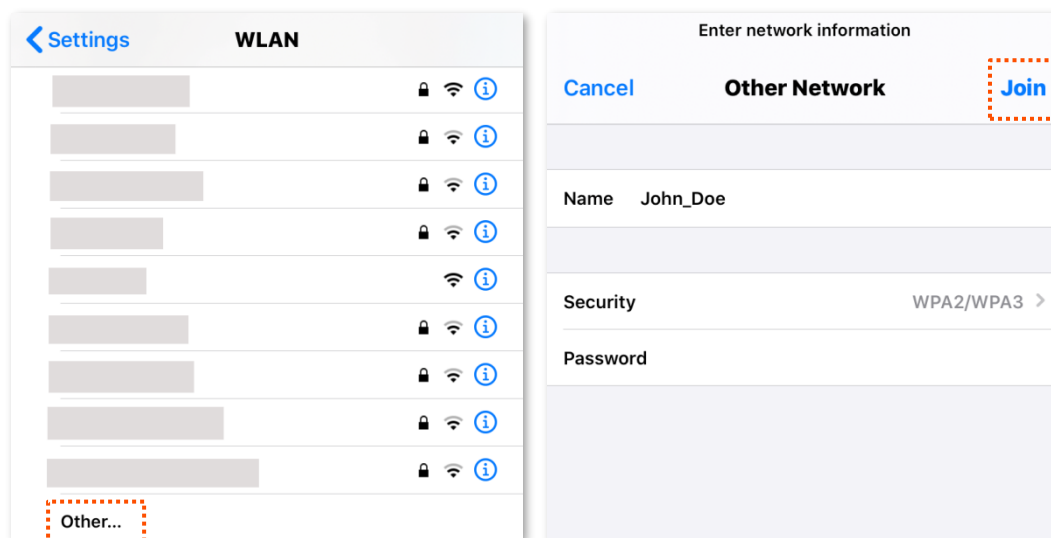 Settings
WLAN
Other...
Enter network information
Cancel
Other Network
Join
Name John_Doe
Security WPA2/WPA3
Password